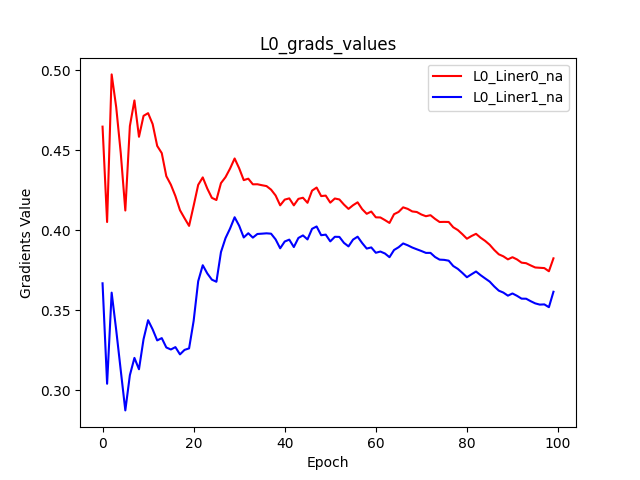 L0_grads_values
L0_Liner0_na
L0_Liner1_na
Gradients Value
0.50
0.45
0.40
0.35
0.30
0
20
40
60
80
100
Epoch